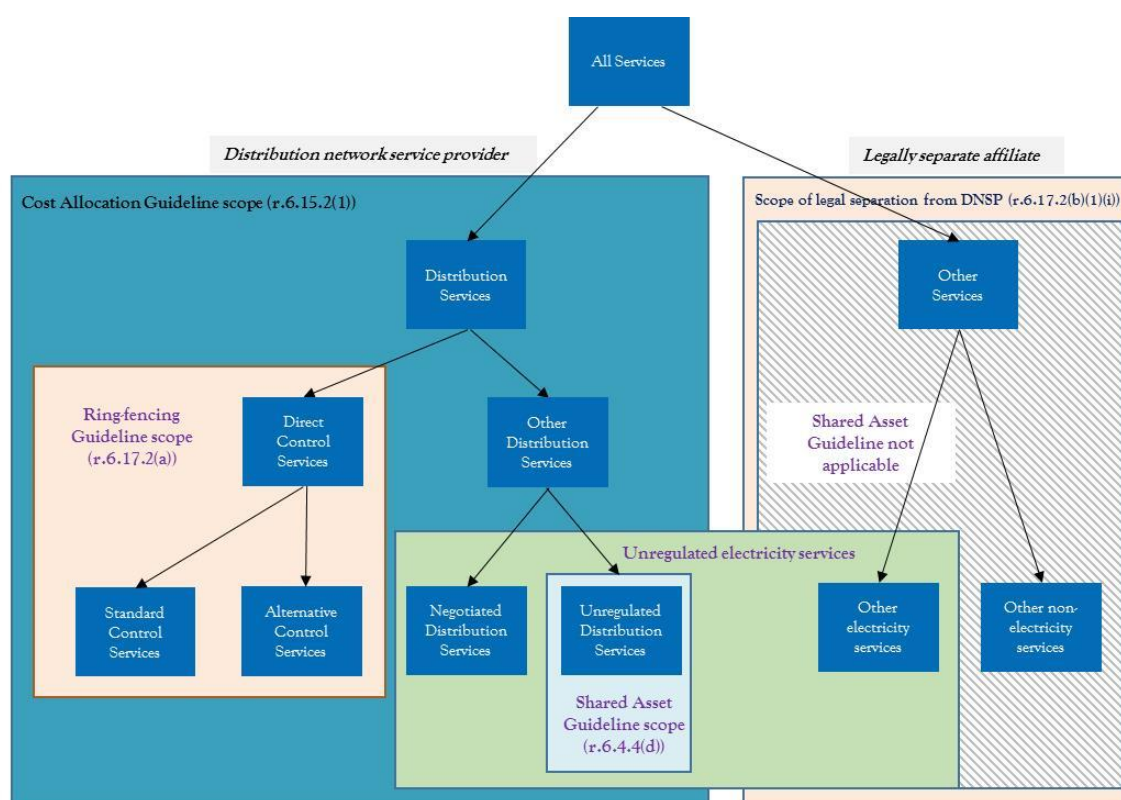 All Services
Distribution network service provider
Legally separate affiliate
Cost Allocation Guideline scope (r.6.15.2(1))
Scope of legal separation from DNSP (r.6.17.2(b)(1)(i))
Distribution
Services
Other
Services
Ring-fencing
Guideline scope
(r.6.17.2(a))
Direct
Control
Services
Other
Distribution
Services
Shared Asset
Guideline not
applicable
Unregulated electricity services
Standard
Control
Services
Alternative
Control
Services
Negotiated
Distribution
Services
Unregulated
Distribution
Services
Other
electricity
services
Other non-
electricity
services
Shared Asset
Guideline scope
(r.6.4.4(d))